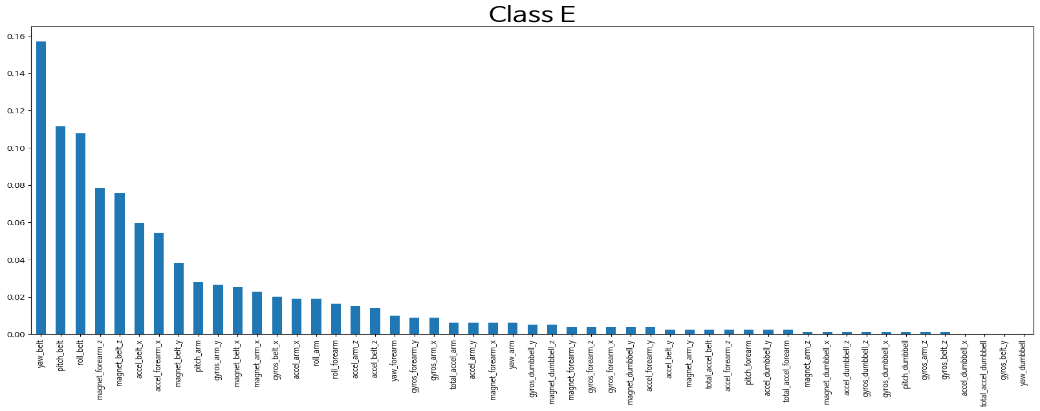 Class E
0.16
0.14
0.12
0.10
0.08
0.06
0.04
0.02
0.00
yaw_belt
pitch_belt
roll_belt
magnet_forearm_z
magnet_belt_z
accel_belt_x
accel_forearm_x
magnet_belt_y
pitch_arm
gyros_arm_y
magnet_belt_x
magnet_arm_x
gyros_belt_x
accel_arm_x
roll_arm
roll_forearm
accel_arm_z
accel_belt_z
yaw_forearm
gyros_forearm_y
gyros_arm_x
total_accel_arm
accel_arm_y
magnet_forearm_x
yaw_arm
gyros_dumbbell_y
magnet_dumbbell_z
magnet_forearm_y
gyros_forearm_z
gyros_forearm_x
magnet_dumbbell_y
accel_forearm_y
accel_belt_y
magnet_arm_y
total_accel_belt
accel_forearm_z
pitch_forearm
accel_dumbbell_y
total_accel_forearm
magnet_arm_z
magnet_dumbbell_x
accel_dumbbell_z
gyros_dumbbell_z
gyros_dumbbell_x
pitch_dumbbell
gyros_arm_z
gyros_belt_z
accel_dumbbell_x
total_accel_dumbbell
gyros_belt_y
yaw_dumbbell